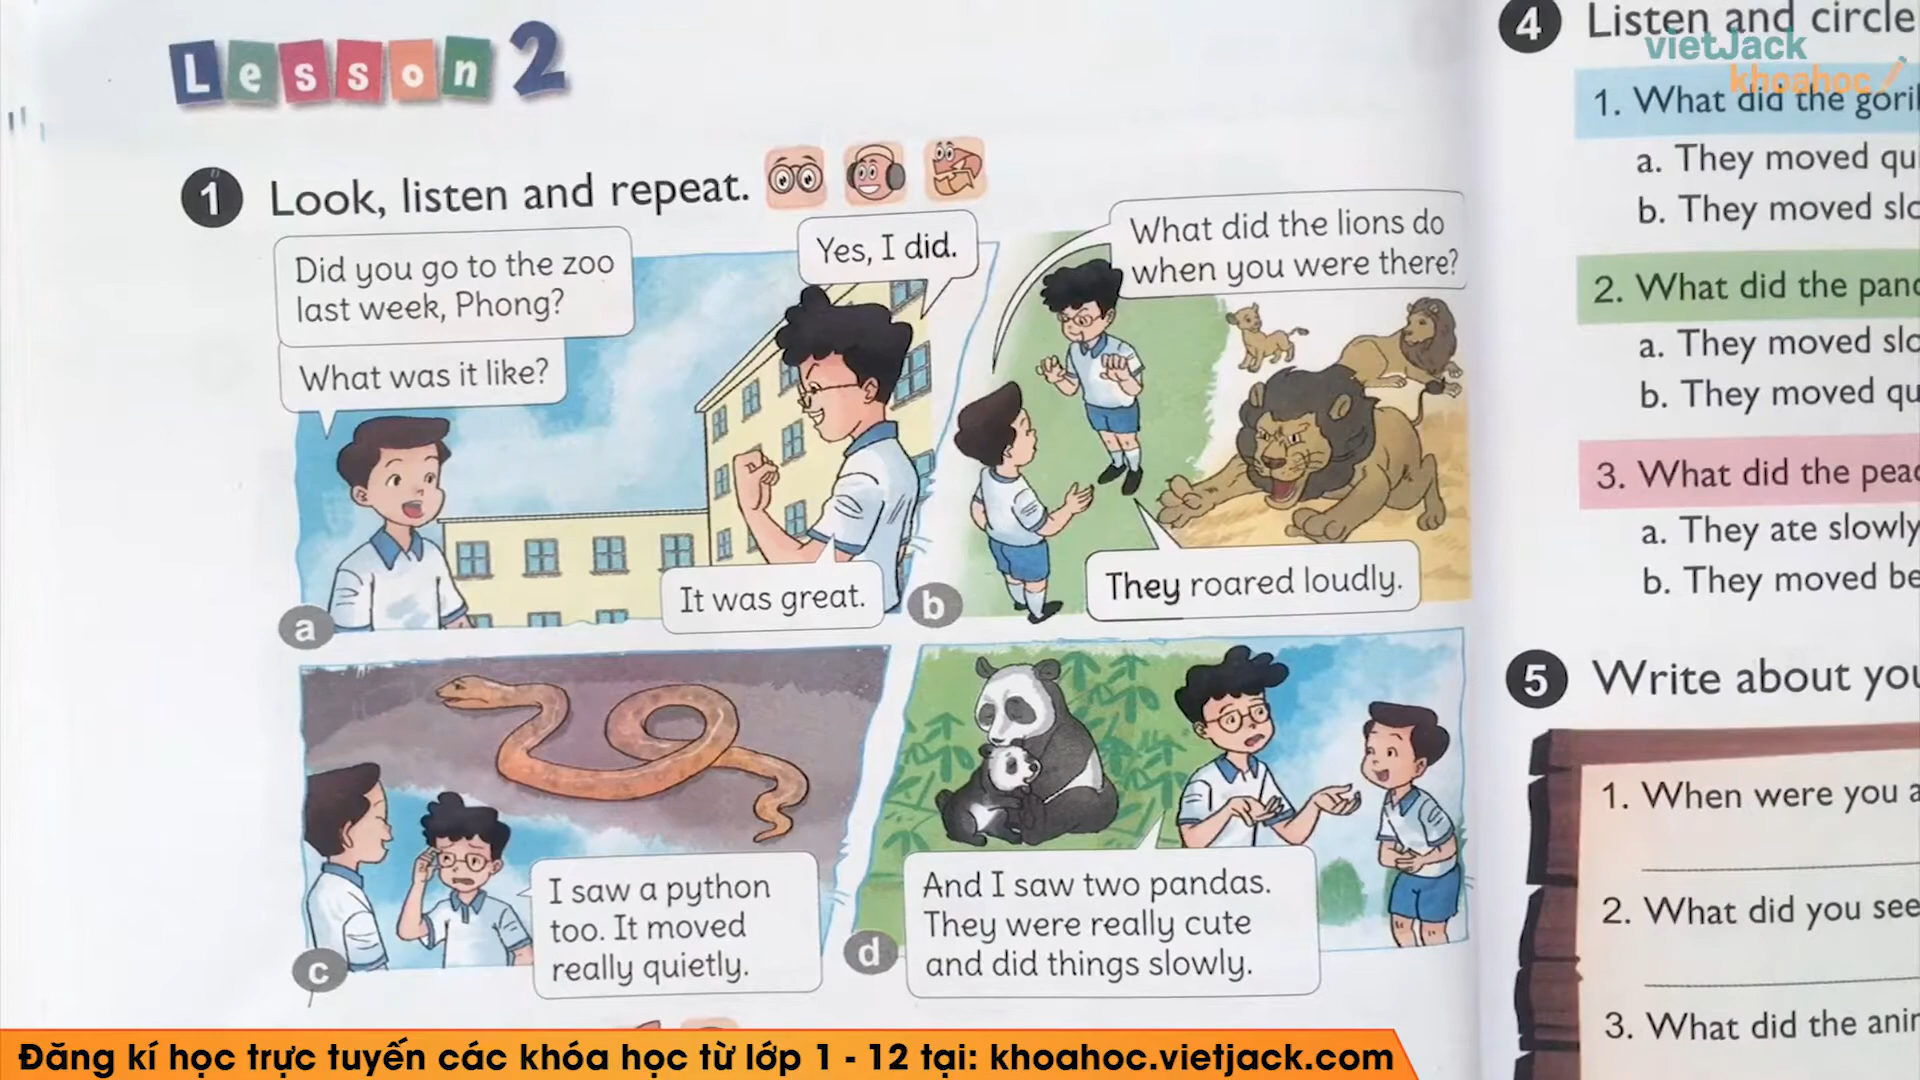 Lesson 2
1 Look, listen and repeat.
Did you go to the zoo
last week, Phong?
What was it like?
Yes, I did.
It was great.
a
What did the lions do
when you were there?
They roared loudly.
b
I saw a python
too. It moved
really quietly.
c
And I saw two pandas.
They were really cute
and did things slowly.
d
4 Listen and circle
vietJack
khoahoc
1. What did the goril
a. They moved qu
b. They moved slo
2. What did the pand
a. They moved slo
b. They moved qu
3. What did the peac
a. They ate slowly
b. They moved be
5 Write about you
1. When were you a
2. What did you see
3. What did the anim
Đăng kí học trực tuyến các khóa học từ lớp 1 - 12 tại: khoahoc.vietjack.com